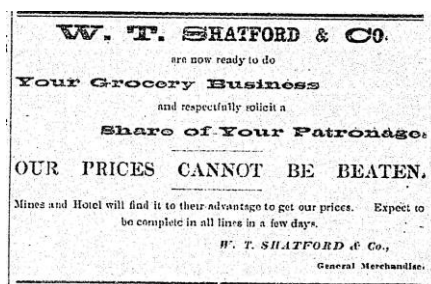 W. T. SHATFORD & CO.
are now ready to do
Your Grocery Business
and respectfully solicit a
Share of Your Patronage.
OUR PRICES CANNOT BE BEATEN.
Mines and Hotel will find it to their advantage to get our prices. Expect to
be complete in all lines in a few days.
W. T. SHATFORD & Co.,
General Merchandise.